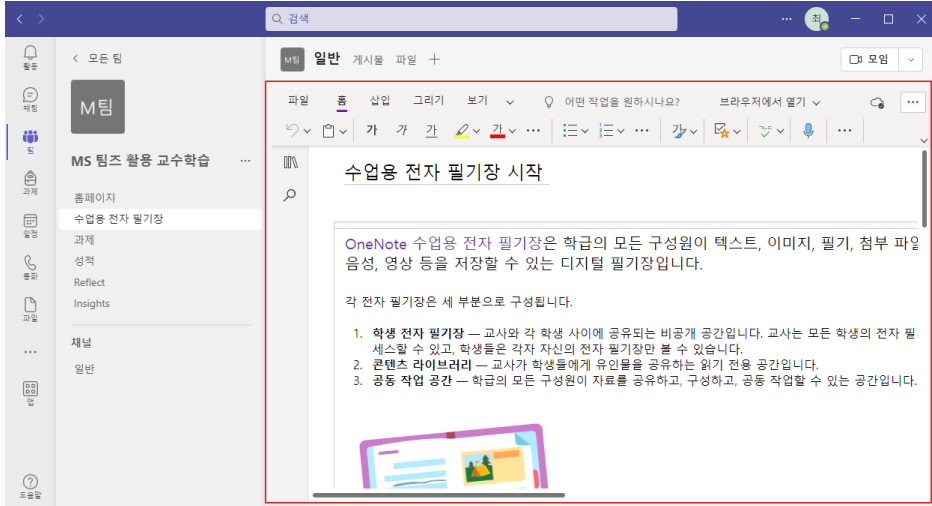 검색
최
활동
채팅
팀
과제
일정
통화
파일
앱
도움말
모든 팀
M팀
MS 팀즈 활용 교수학습
홈페이지
수업용 전자 필기장
과제
성적
Reflect
Insights
채널
일반
M팀 일반 게시물 파일
모임
파일 홈 삽입 그리기 보기 어떤 작업을 원하시나요? 브라우저에서 열기
가 가 가 가
수업용 전자 필기장 시작
OneNote 수업용 전자 필기장은 학급의 모든 구성원이 텍스트, 이미지, 필기, 첨부 파일
음성, 영상 등을 저장할 수 있는 디지털 필기장입니다.
각 전자 필기장은 세 부분으로 구성됩니다.
1. 학생 전자 필기장 — 교사와 각 학생 사이에 공유되는 비공개 공간입니다. 교사는 모든 학생의 전자 필
세스할 수 있고, 학생들은 각자 자신의 전자 필기장만 볼 수 있습니다.
2. 콘텐츠 라이브러리 — 교사가 학생들에게 유인물을 공유하는 읽기 전용 공간입니다.
3. 공동 작업 공간 — 학급의 모든 구성원이 자료를 공유하고, 구성하고, 공동 작업할 수 있는 공간입니다.